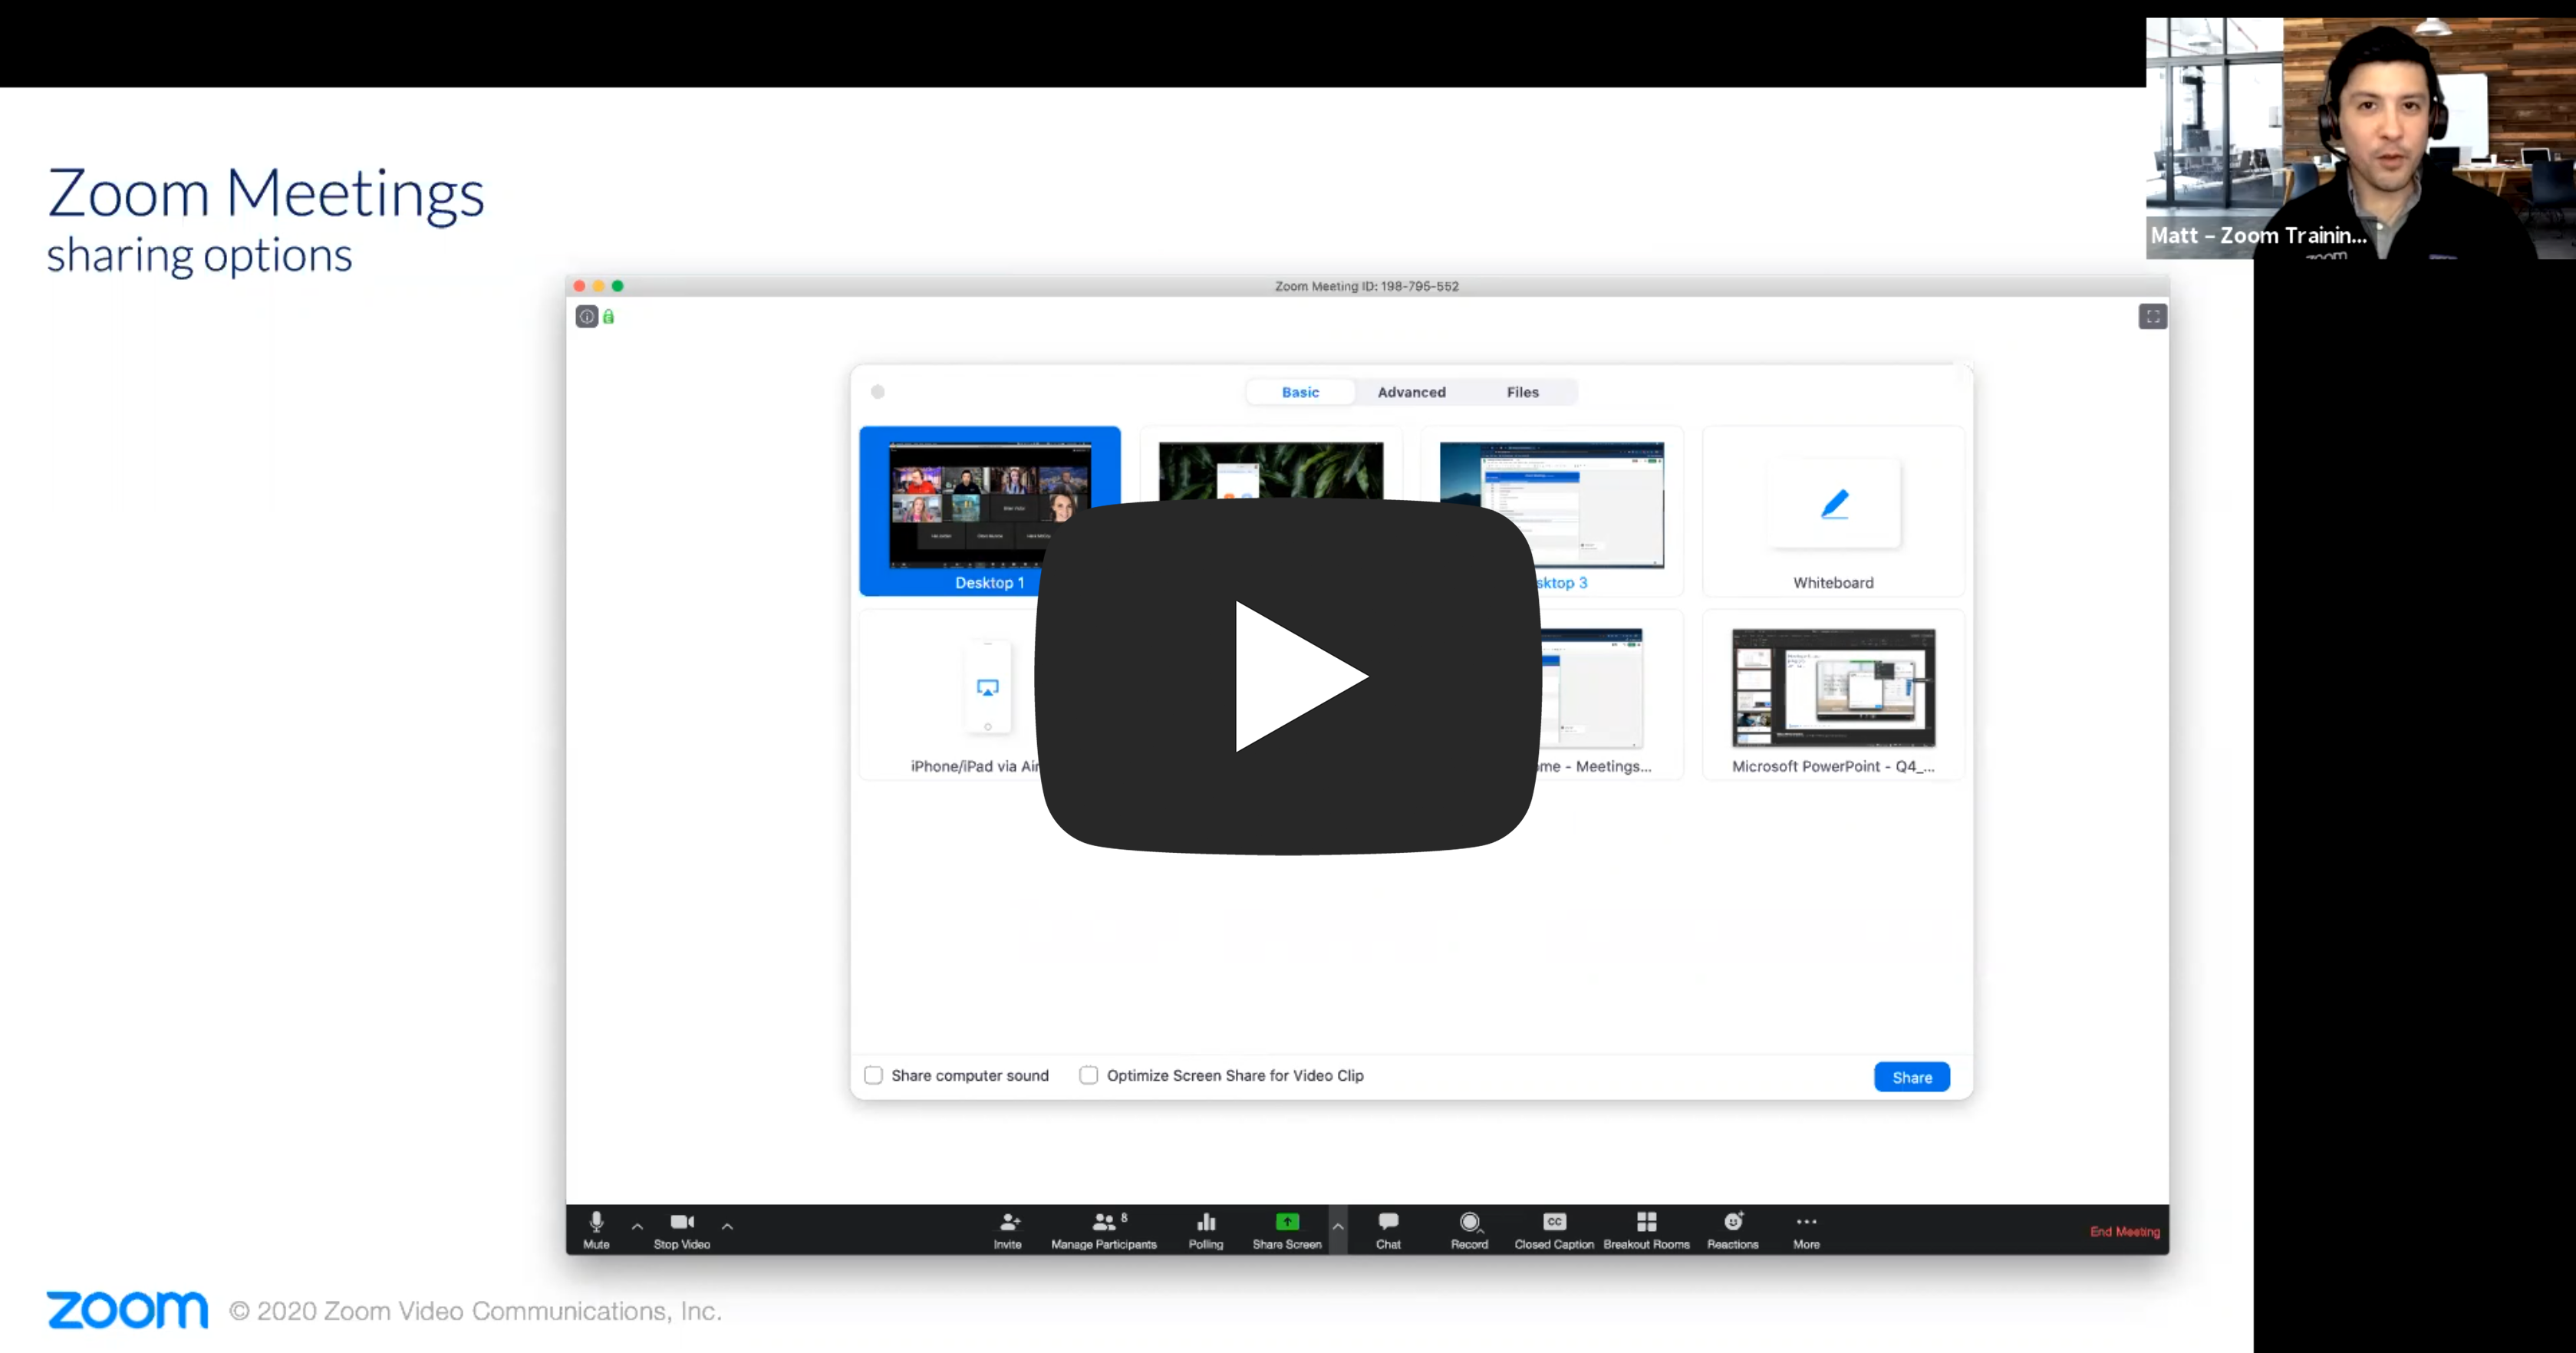 Zoom Meetings
sharing options
Matt – Zoom Trainin...
zoom
Zoom Meeting ID: 198-795-552
Basic
Advanced
Files
Desktop 1
sktop 3
Whiteboard
iPhone/iPad via Air
me - Meetings...
Microsoft PowerPoint - Q4_...
Share computer sound
Optimize Screen Share for Video Clip
Share
Mute
Stop Video
Invite
8
Manage Participants
Polling
Share Screen
Chat
Record
CC
Closed Caption
Breakout Rooms
Reactions
More
End Meeting
zoom © 2020 Zoom Video Communications, Inc.